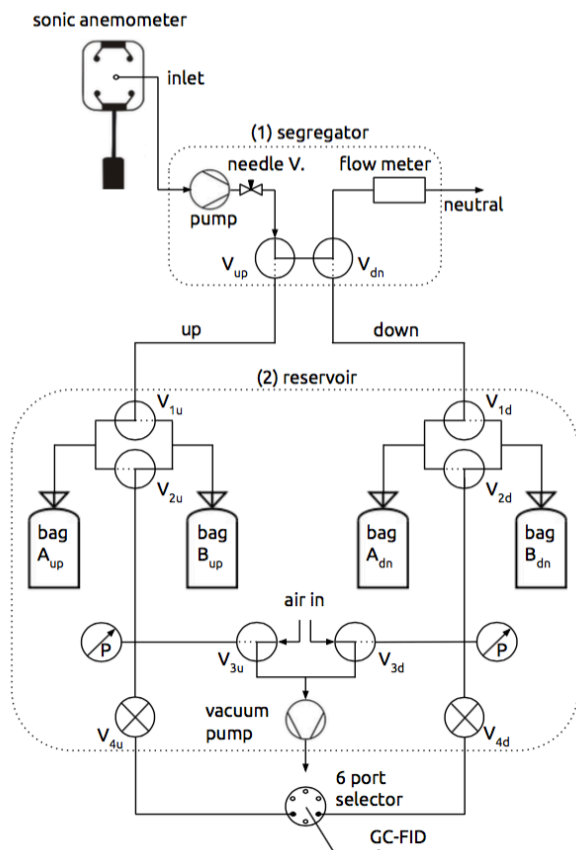 sonic anemometer
inlet
(1) segregator
needle V.
flow meter
pump
neutral
V_up
V_dn
up
down
(2) reservoir
V_1u
V_1d
V_2u
V_2d
bag
A_up
bag
B_up
bag
A_dn
bag
B_dn
air in
P
V_3u
V_3d
P
vacuum
pump
V_4u
V_4d
6 port
selector
GC-FID